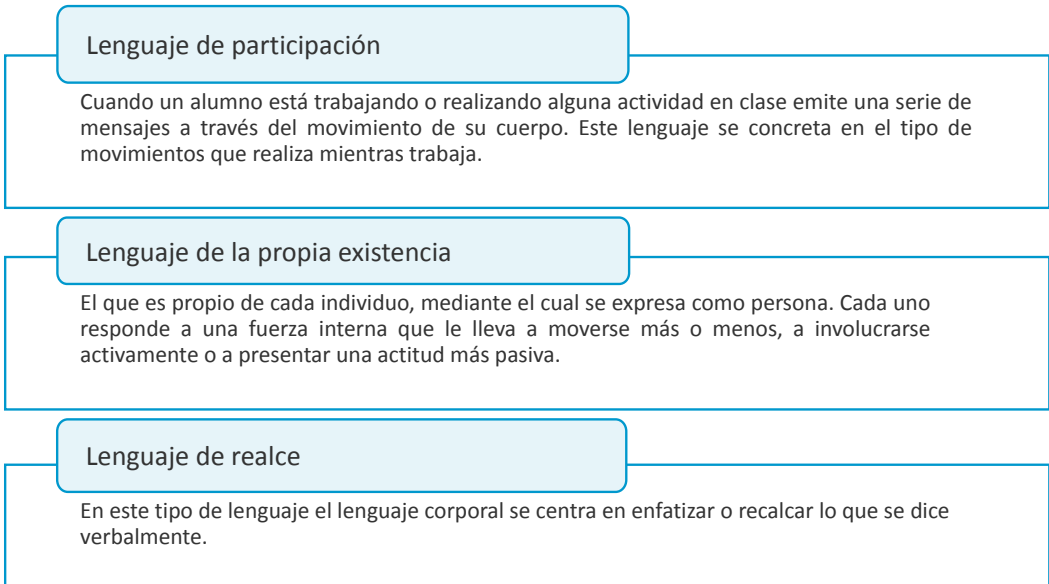 Lenguaje de participación
Cuando un alumno está trabajando o realizando alguna actividad en clase emite una serie de
mensajes a través del movimiento de su cuerpo. Este lenguaje se concreta en el tipo de
movimientos que realiza mientras trabaja.
Lenguaje de la propia existencia
El que es propio de cada individuo, mediante el cual se expresa como persona. Cada uno
responde a una fuerza interna que le lleva a moverse más o menos, a involucrarse
activamente o a presentar una actitud más pasiva.
Lenguaje de realce
En este tipo de lenguaje el lenguaje corporal se centra en enfatizar o recalcar lo que se dice
verbalmente.